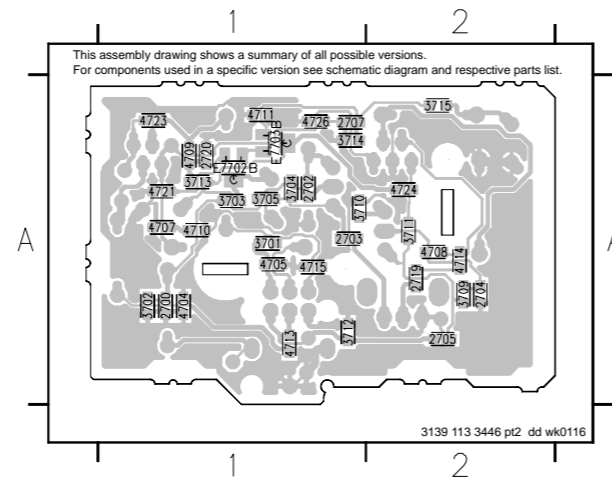 1 2
This assembly drawing shows a summary of all possible versions.
For components used in a specific version see schematic diagram and respective parts list.
4723 4711 4726 2707 3715
3714
4709 2720 E 7703 B C
E 7702 B C
3713 3704 2702
4721 4724
3703 3705 3710
4707 4710 3711
A 3701 2703 A
4708 4714
4705 4715
2719
3702 2700 4704 3709 2704
3712
4713 2705
3139 113 3446 pt2 dd wk0116
1 2